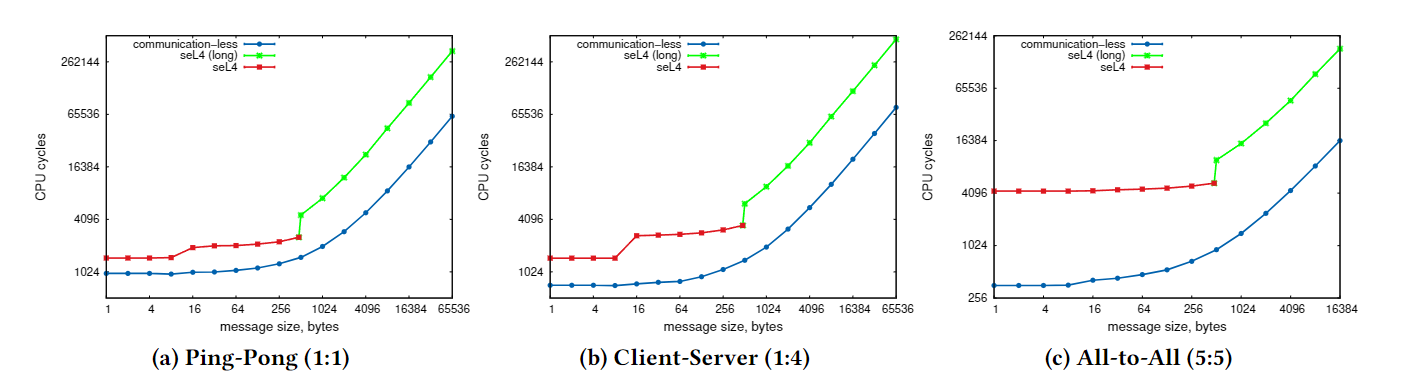 communication-less
seL4 (long)
seL4
262144
65536
16384
4096
1024
CPU cycles
1 4 16 64 256 1024 4096 16384 65536
message size, bytes
(a) Ping-Pong (1:1)
communication-less
seL4 (long)
seL4
262144
65536
16384
4096
1024
CPU cycles
1 4 16 64 256 1024 4096 16384 65536
message size, bytes
(b) Client-Server (1:4)
262144
communication-less
seL4 (long)
seL4
65536
16384
4096
1024
256
CPU cycles
1 4 16 64 256 1024 4096 16384
message size, bytes
(c) All-to-All (5:5)